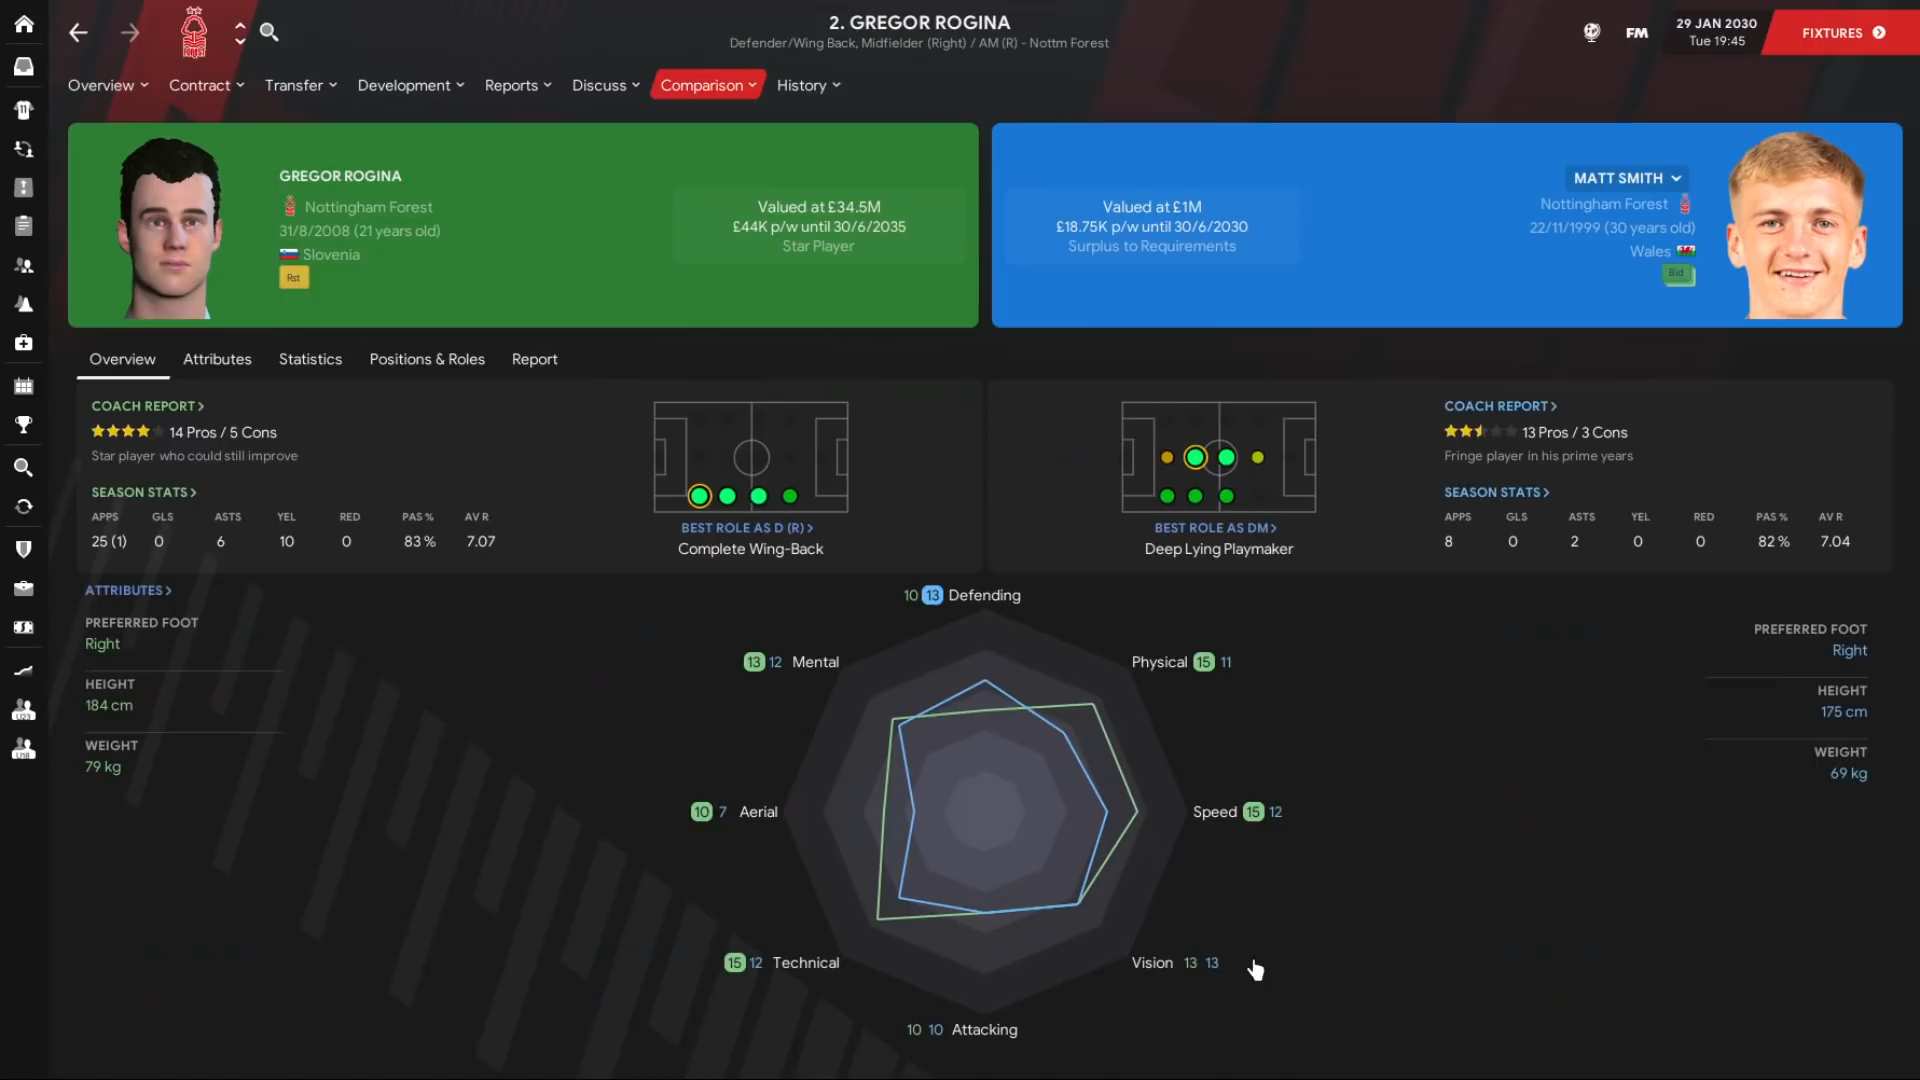 2. GREGOR ROGINA
Defender/Wing Back, Midfielder (Right) / AM (R) - Nottm Forest
FM
29 JAN 2030
Tue 19:45
FIXTURES
FOREST
11
Overview
Contract
Transfer
Development
Reports
Discuss
Comparison
History
GREGOR ROGINA
Nottingham Forest
31/8/2008 (21 years old)
Slovenia
Rst
Valued at £34.5M
£44K p/w until 30/6/2035
Star Player
Valued at £1M
£18.75K p/w until 30/6/2030
Surplus to Requirements
MATT SMITH
Nottingham Forest
22/11/1999 (30 years old)
Wales
Bid
Overview
Attributes
Statistics
Positions & Roles
Report
COACH REPORT>
14 Pros / 5 Cons
Star player who could still improve
SEASON STATS>
APPS GLS ASTS YEL RED PAS % AV R
25 (1) 0 6 10 0 83 % 7.07
BEST ROLE AS D (R)>
Complete Wing-Back
BEST ROLE AS DM>
Deep Lying Playmaker
COACH REPORT>
13 Pros / 3 Cons
Fringe player in his prime years
SEASON STATS>
APPS GLS ASTS YEL RED PAS % AV R
8 0 2 0 0 82 % 7.04
ATTRIBUTES>
PREFERRED FOOT
Right
HEIGHT
184 cm
WEIGHT
79 kg
10 13 Defending
13 12 Mental
Physical 15 11
10 7 Aerial
Speed 15 12
15 12 Technical
Vision 13 13
10 10 Attacking
PREFERRED FOOT
Right
HEIGHT
175 cm
WEIGHT
69 kg
U23
U18